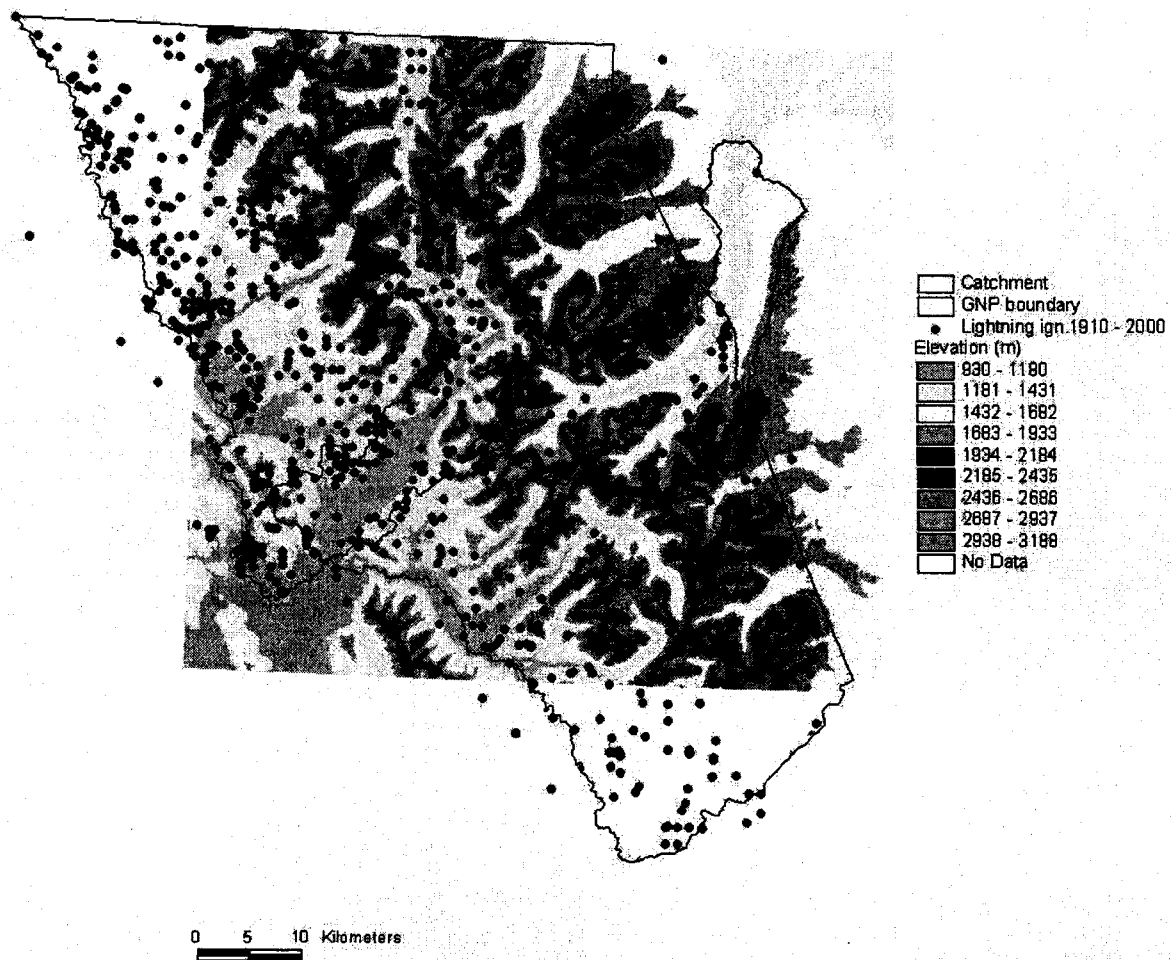 Catchment
GNP boundary
Lightning ign.1910 - 2000
Elevation (m)
930 - 1180
1181 - 1431
1432 - 1682
1683 - 1933
1934 - 2184
2185 - 2435
2436 - 2686
2687 - 2937
2938 - 3188
No Data
0 5 10 Kilometers